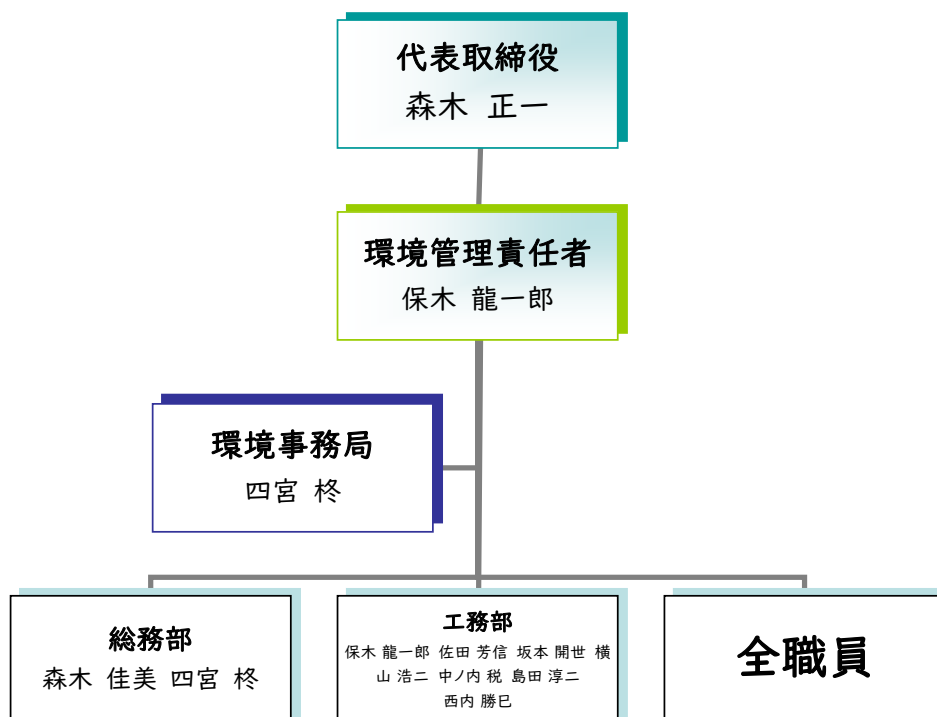 代表取締役
森木 正一
環境管理責任者
保木 龍一郎
環境事務局
四宮 柊
総務部
森木 佳美 四宮 柊
工務部
保木 龍一郎 佐田 芳信 坂本 開世 横
山 浩二 中ノ内 税 島田 淳二
西内 勝巳
全職員